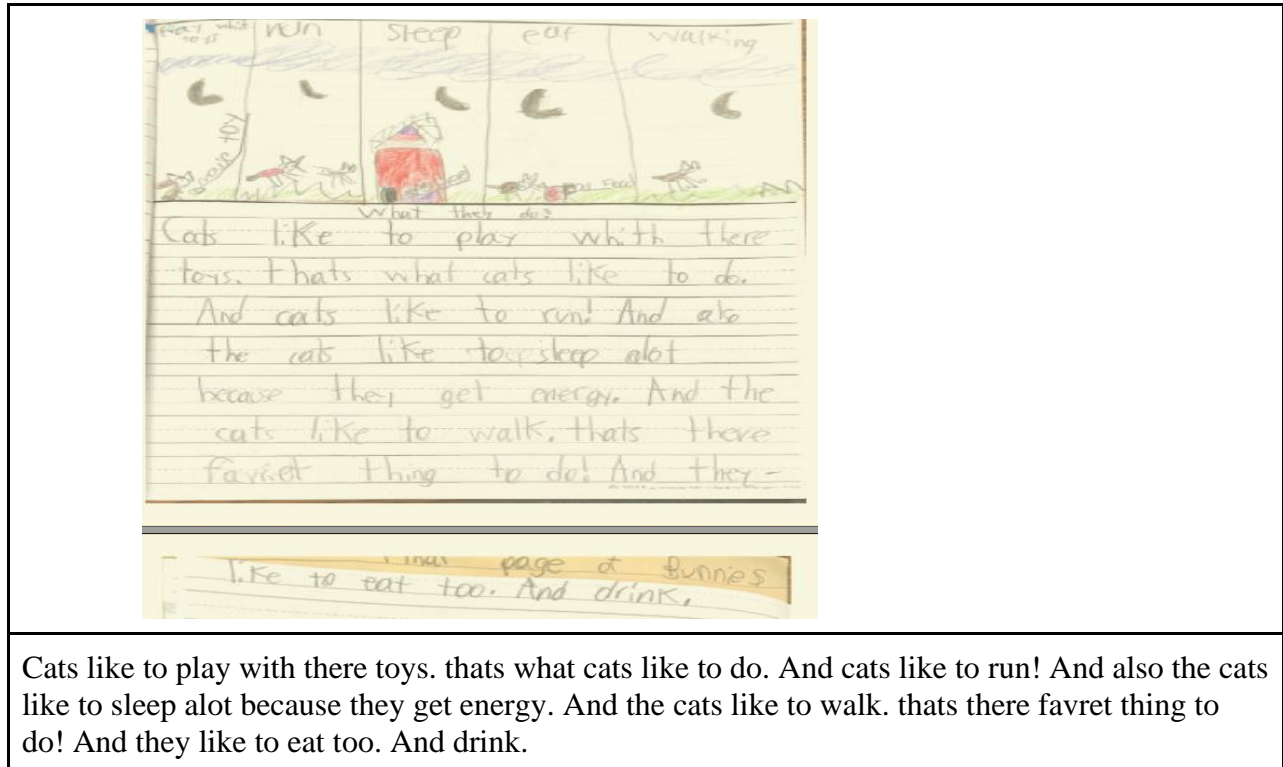 play whit run sleep eat walking
toys
mouse toy
What they do?
Cats like to play whith there
toys. thats what cats like to do.
And cats like to run! And also
the cats like to sleep alot
because they get energy. And the
cats like to walk. thats there
favret thing to do! And they-
page of Bunnies
like to eat too. And drink.
Cats like to play with there toys. thats what cats like to do. And cats like to run! And also the cats
like to sleep alot because they get energy. And the cats like to walk. thats there favret thing to
do! And they like to eat too. And drink.